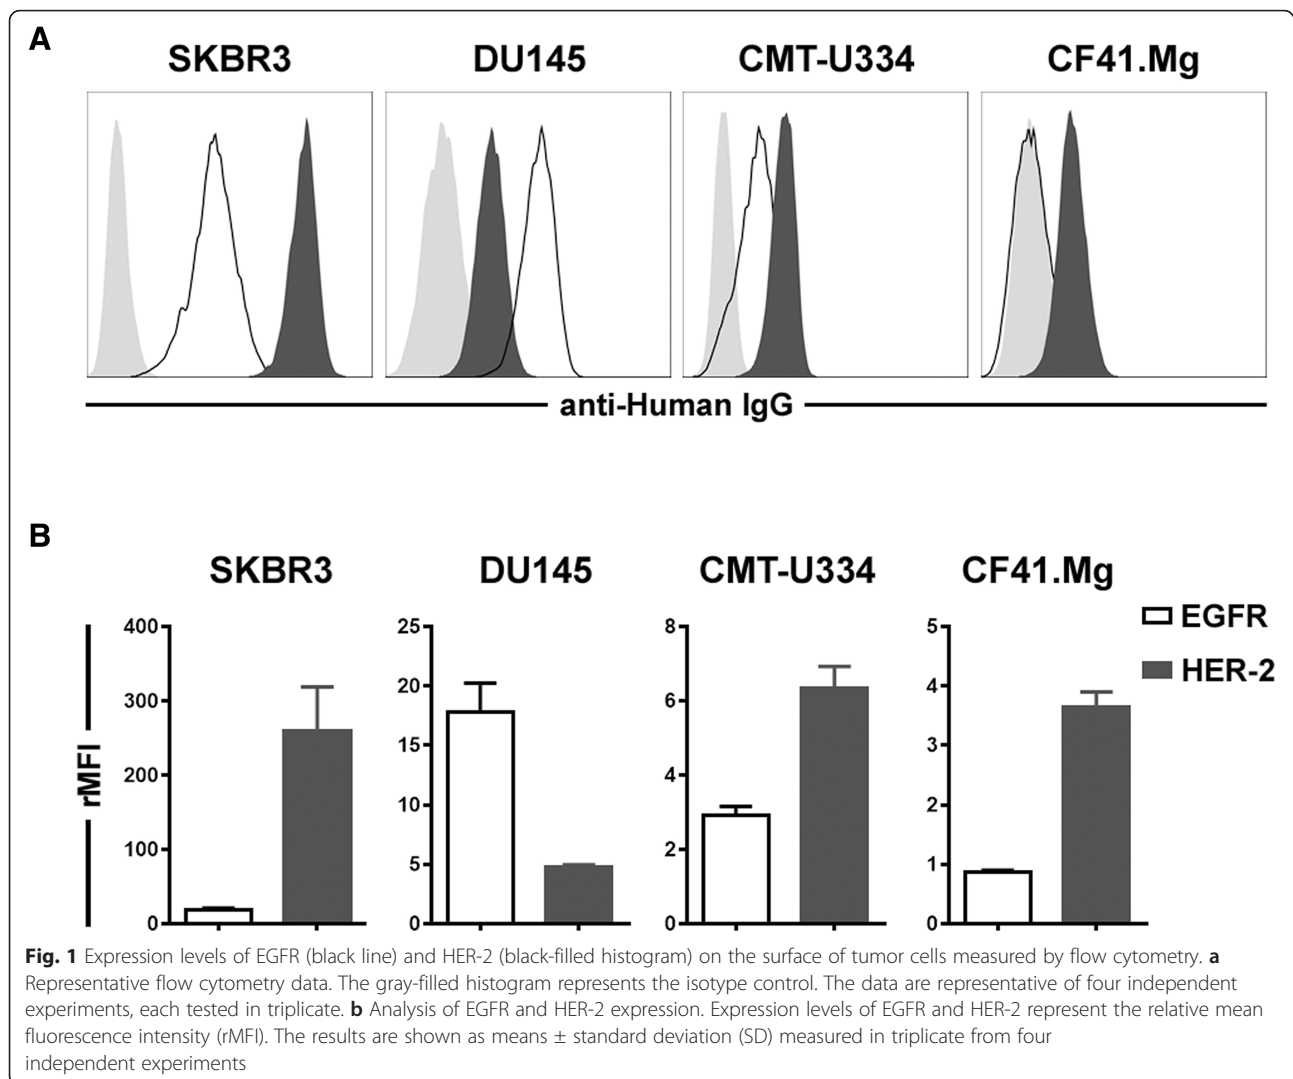 A
SKBR3 DU145 CMT-U334 CF41.Mg
anti-Human IgG
B
SKBR3 DU145 CMT-U334 CF41.Mg
rMFI
400
300
200
100
0
25
20
15
10
5
0
8
6
4
2
0
5
4
3
2
1
0
EGFR
HER-2
Fig. 1 Expression levels of EGFR (black line) and HER-2 (black-filled histogram) on the surface of tumor cells measured by flow cytometry. a
Representative flow cytometry data. The gray-filled histogram represents the isotype control. The data are representative of four independent
experiments, each tested in triplicate. b Analysis of EGFR and HER-2 expression. Expression levels of EGFR and HER-2 represent the relative mean
fluorescence intensity (rMFI). The results are shown as means ± standard deviation (SD) measured in triplicate from four
independent experiments